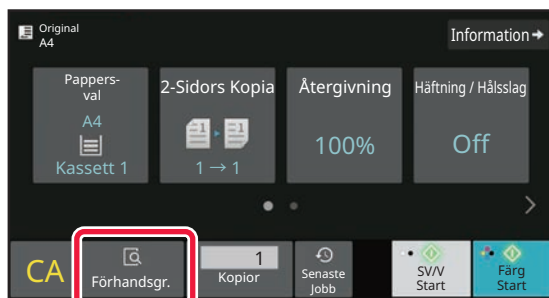 Original
A4
Information
Pappers-
val
A4
Kassett 1
2-Sidors Kopia
1 → 1
Återgivning
100%
Häftning / Hålsslag
Off
CA
Förhandsgr.
1
Kopior
Senaste
Jobb
SV/V
Start
Färg
Start